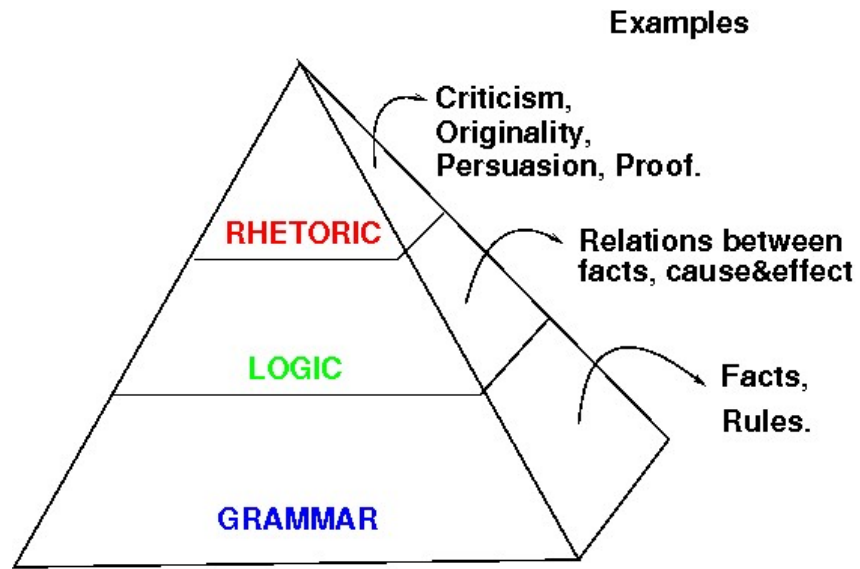 Examples
Criticism,
Originality,
Persuasion, Proof.
RHETORIC
Relations between
facts, cause&effect
LOGIC
Facts,
Rules.
GRAMMAR